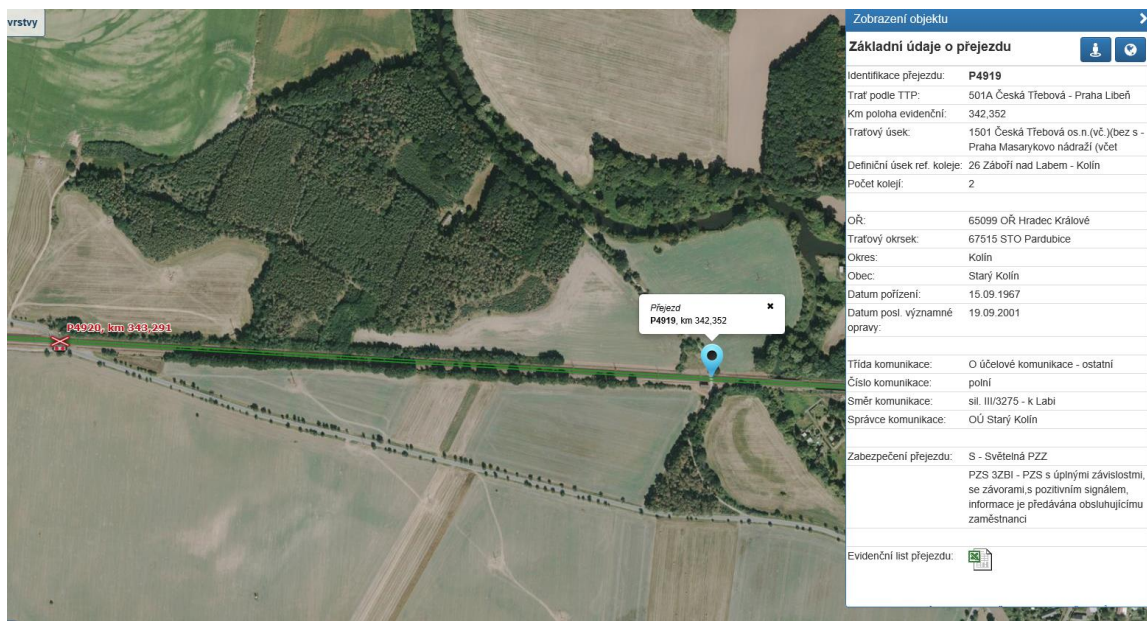 vrstvy
P4920, km 343,291
Přejezd
P4919, km 342,352
Zobrazení objektu
Základní údaje o přejezdu
Identifikace přejezdu: P4919
Trať podle TTP: 501A Česká Třebová - Praha Libeň
Km poloha evidenční: 342,352
Traťový úsek: 1501 Česká Třebová os.n.(vč.)(bez s -
Praha Masarykovo nádraží (včet
Definiční úsek ref. koleje: 26 Záboří nad Labem - Kolín
Počet kolejí: 2
OŘ: 65099 OŘ Hradec Králové
Traťový okrsek: 67515 STO Pardubice
Okres: Kolín
Obec: Starý Kolín
Datum pořízení: 15.09.1967
Datum posl. významné 19.09.2001
opravy:
Třída komunikace: O účelové komunikace - ostatní
Číslo komunikace: polní
Směr komunikace: sil. III/3275 - k Labi
Správce komunikace: OÚ Starý Kolín
Zabezpečení přejezdu: S - Světelná PZZ
PZS 3ZBI - PZS s úplnými závislostmi,
se závorami,s pozitivním signálem,
informace je předávána obsluhujícímu
zaměstnanci
Evidenční list přejezdu: